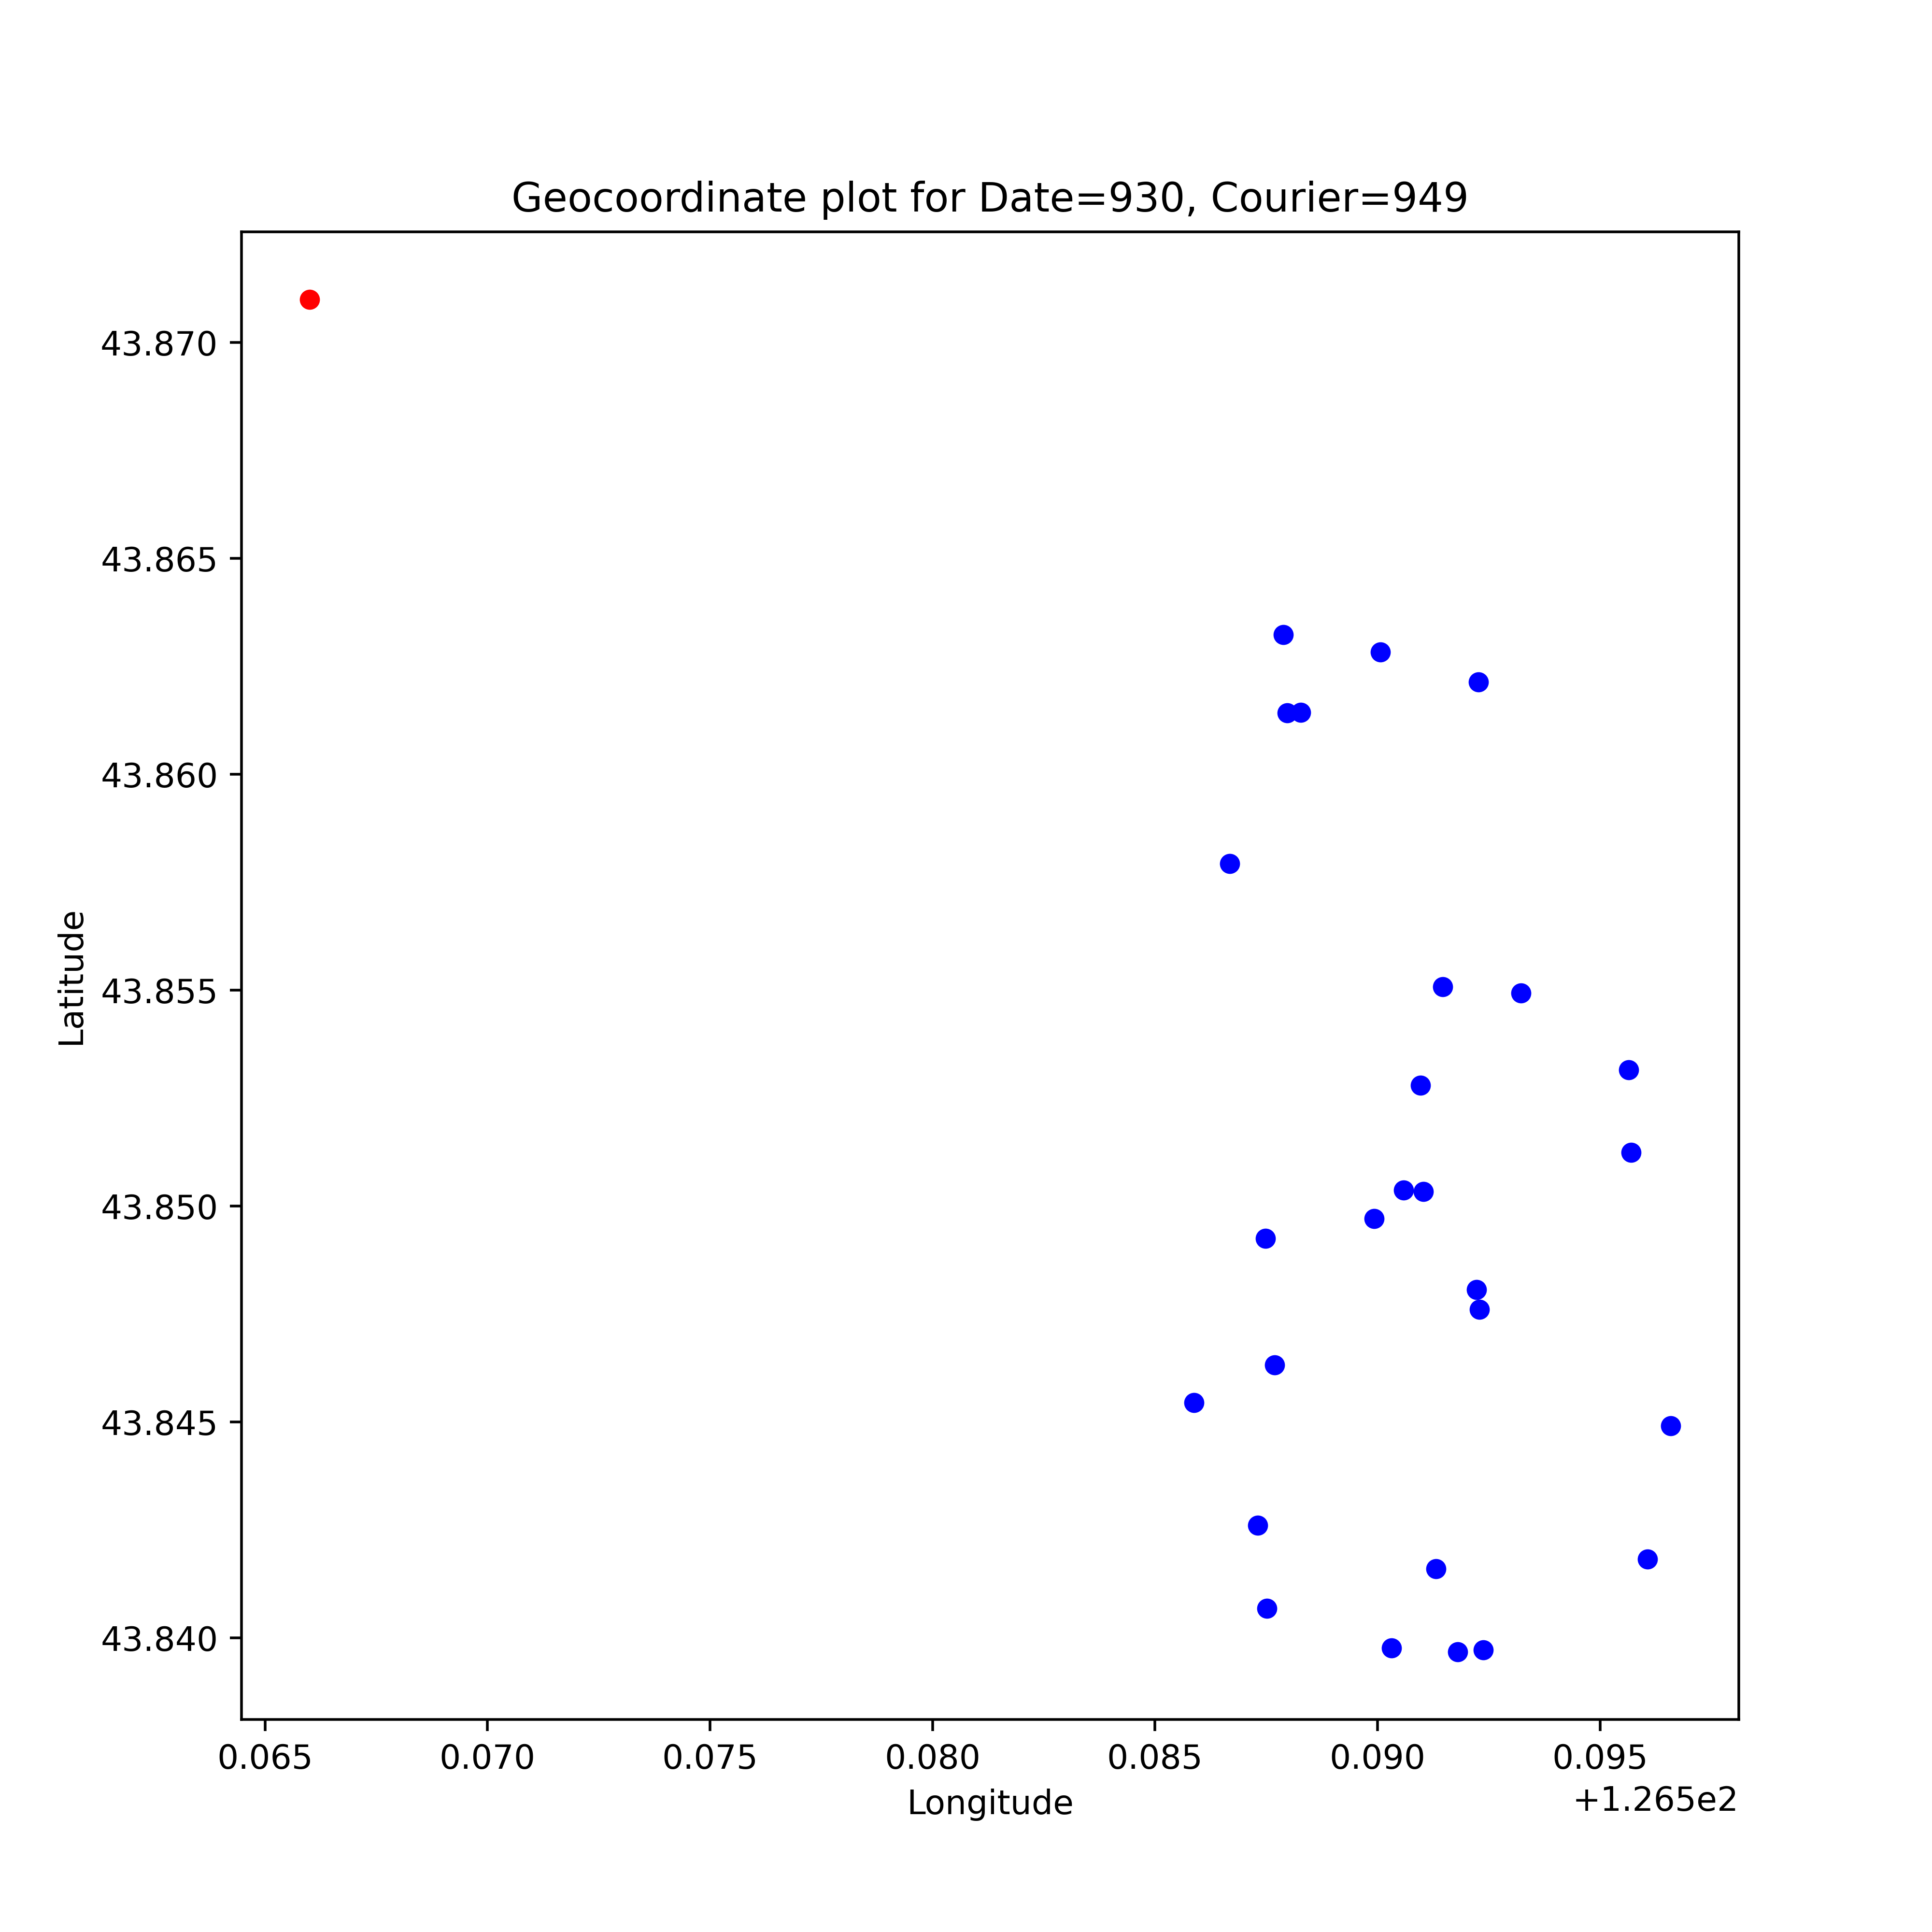 Geocoordinate plot for Date=930, Courier=949
43.870
43.865
43.860
43.855
43.850
43.845
43.840
Latitude
0.065 0.070 0.075 0.080 0.085 0.090 0.095
+1.265e2
Longitude